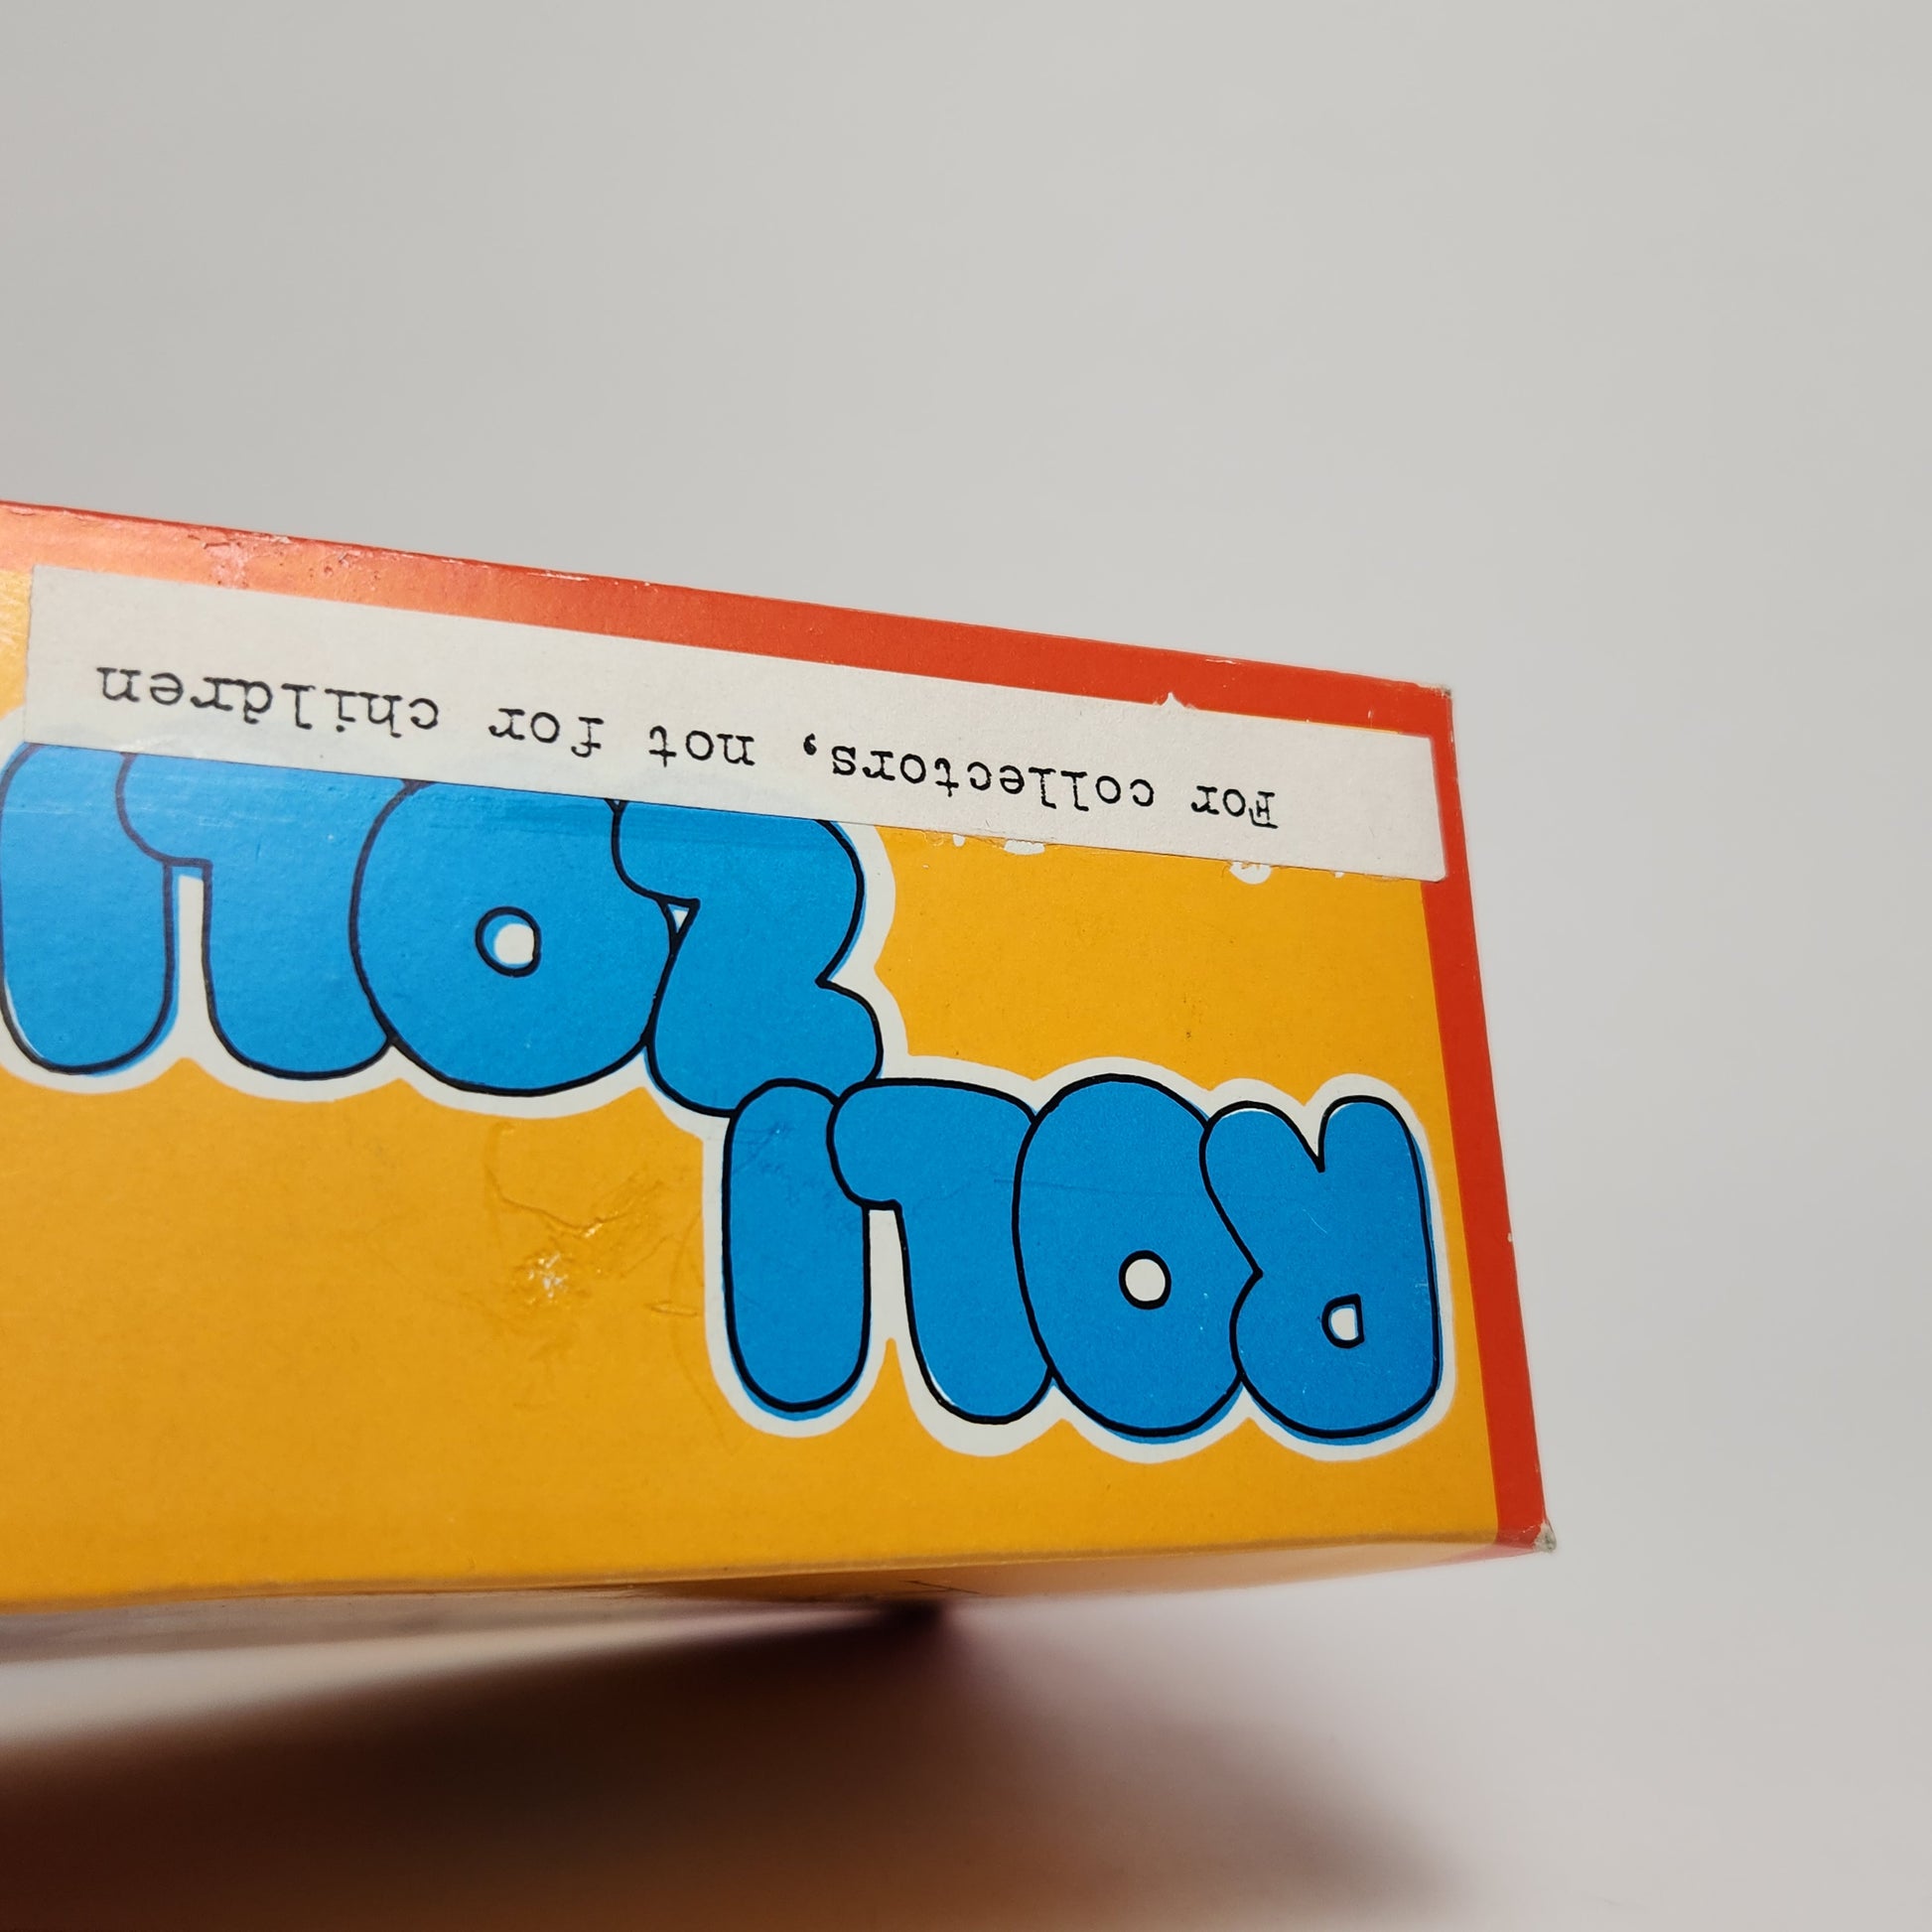 ROLI
ZOLI
For collectors, not for children